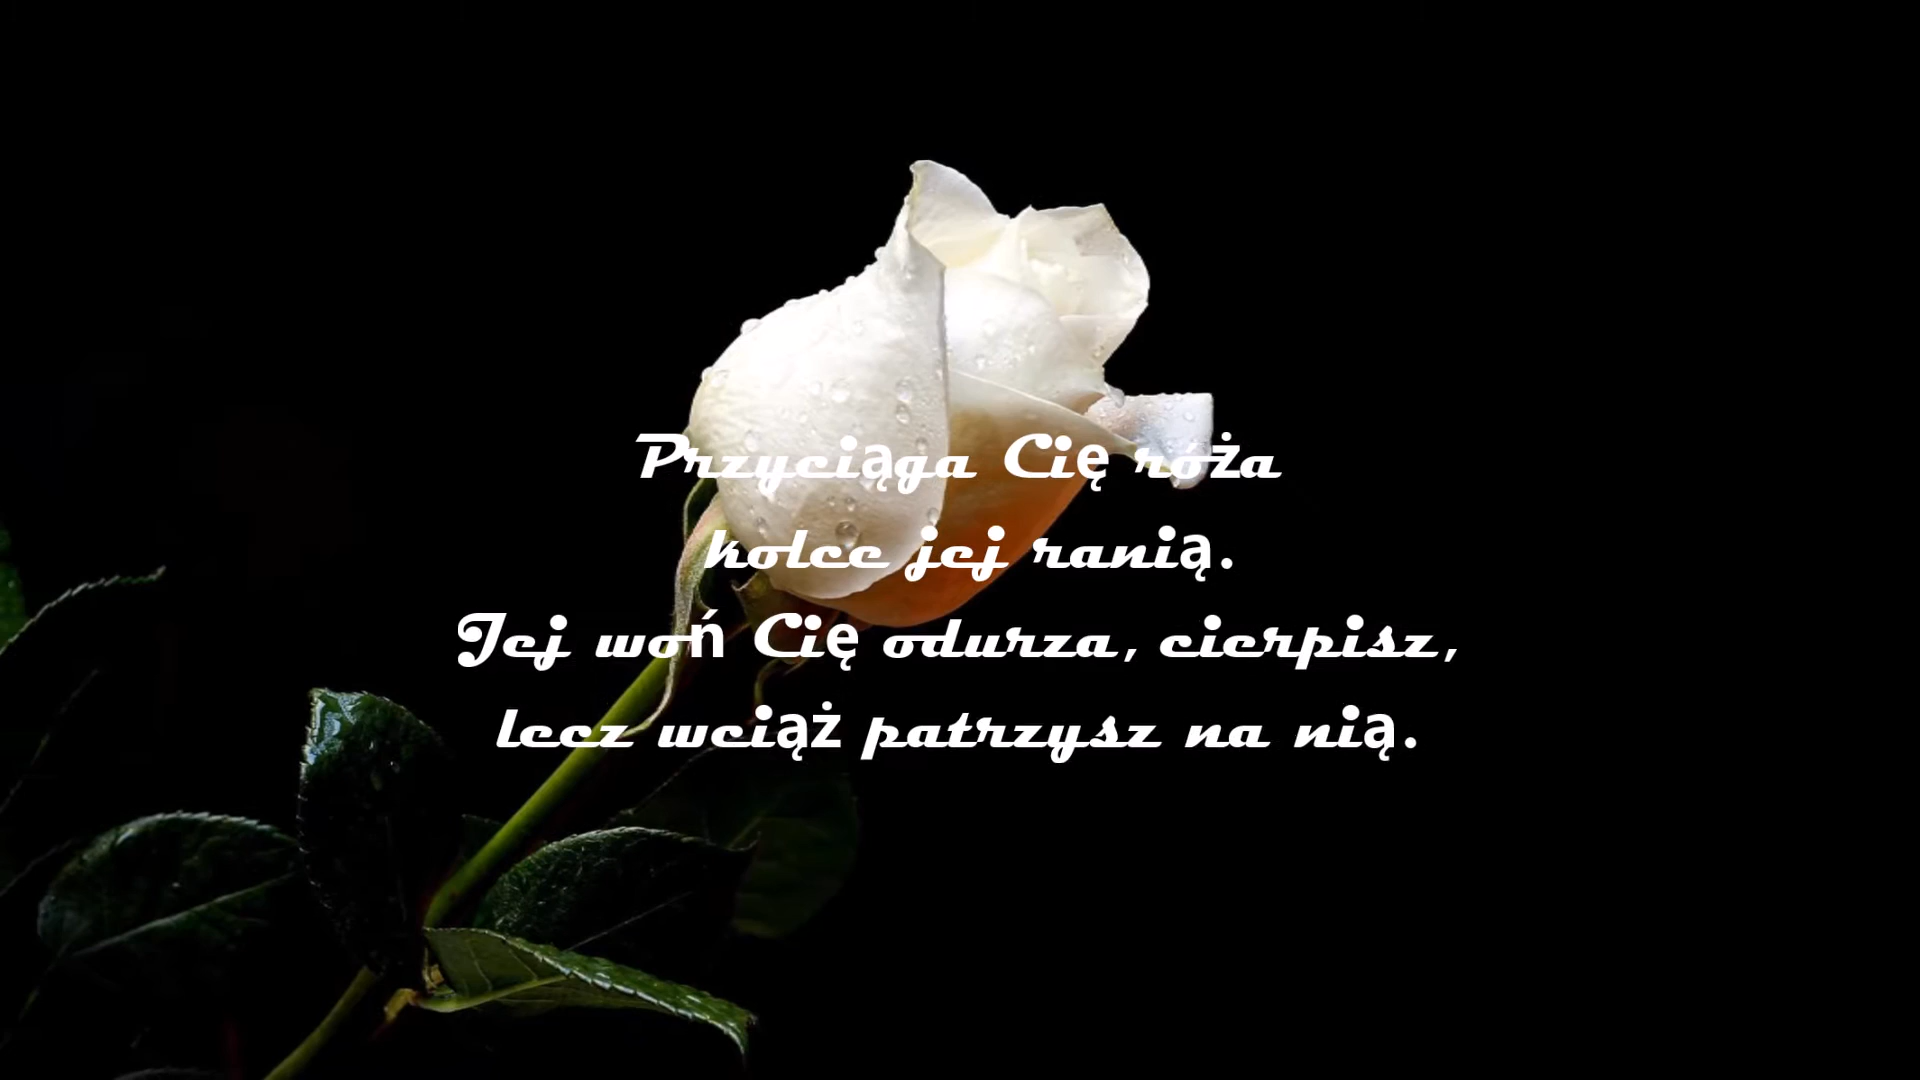 Przyciąga Cię róża
kolce jej ranią.
Jej woń Cię odurza, cierpisz,
lecz wciąż patrzysz na nią.